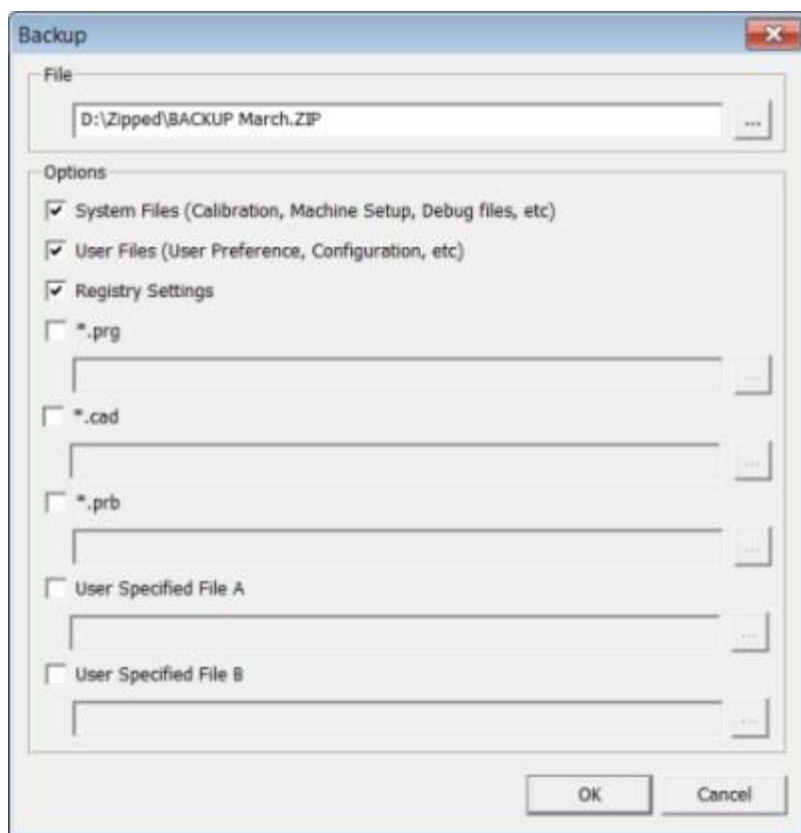 Backup
File
D:\Zipped\BACKUP March.ZIP
...
Options
System Files (Calibration, Machine Setup, Debug files, etc)
User Files (User Preference, Configuration, etc)
Registry Settings
*.prg
...
*.cad
...
*.prb
...
User Specified File A
...
User Specified File B
...
OK Cancel